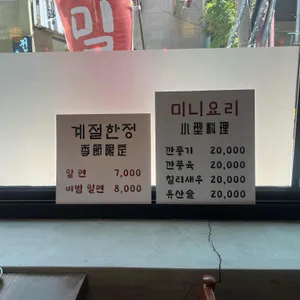 밀
계절한정
季節限定
밀면 7,000
비빔밀면 8,000
미니요리
小型料理
깐풍기 20,000
깐풍육 20,000
칠리새우 20,000
유산슬 20,000